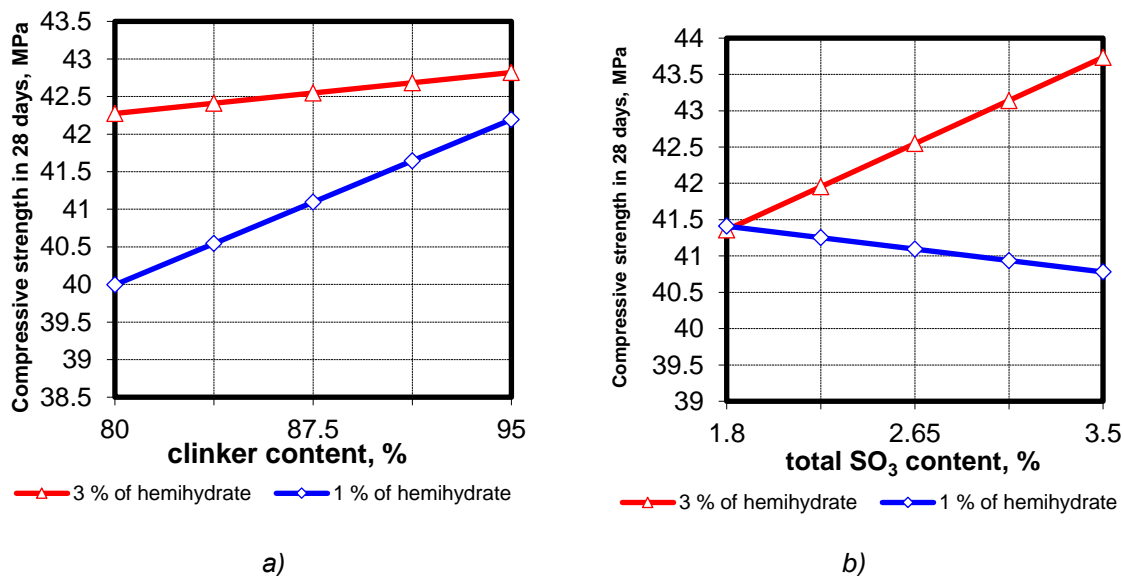 Compressive strength in 28 days, MPa
43.5
43
42.5
42
41.5
41
40.5
40
39.5
39
38.5
80
87.5
95
clinker content, %
3 % of hemihydrate
1 % of hemihydrate
a)
Compressive strength in 28 days, MPa
44
43.5
43
42.5
42
41.5
41
40.5
40
39.5
39
1.8
2.65
3.5
total SO₃ content, %
3 % of hemihydrate
1 % of hemihydrate
b)